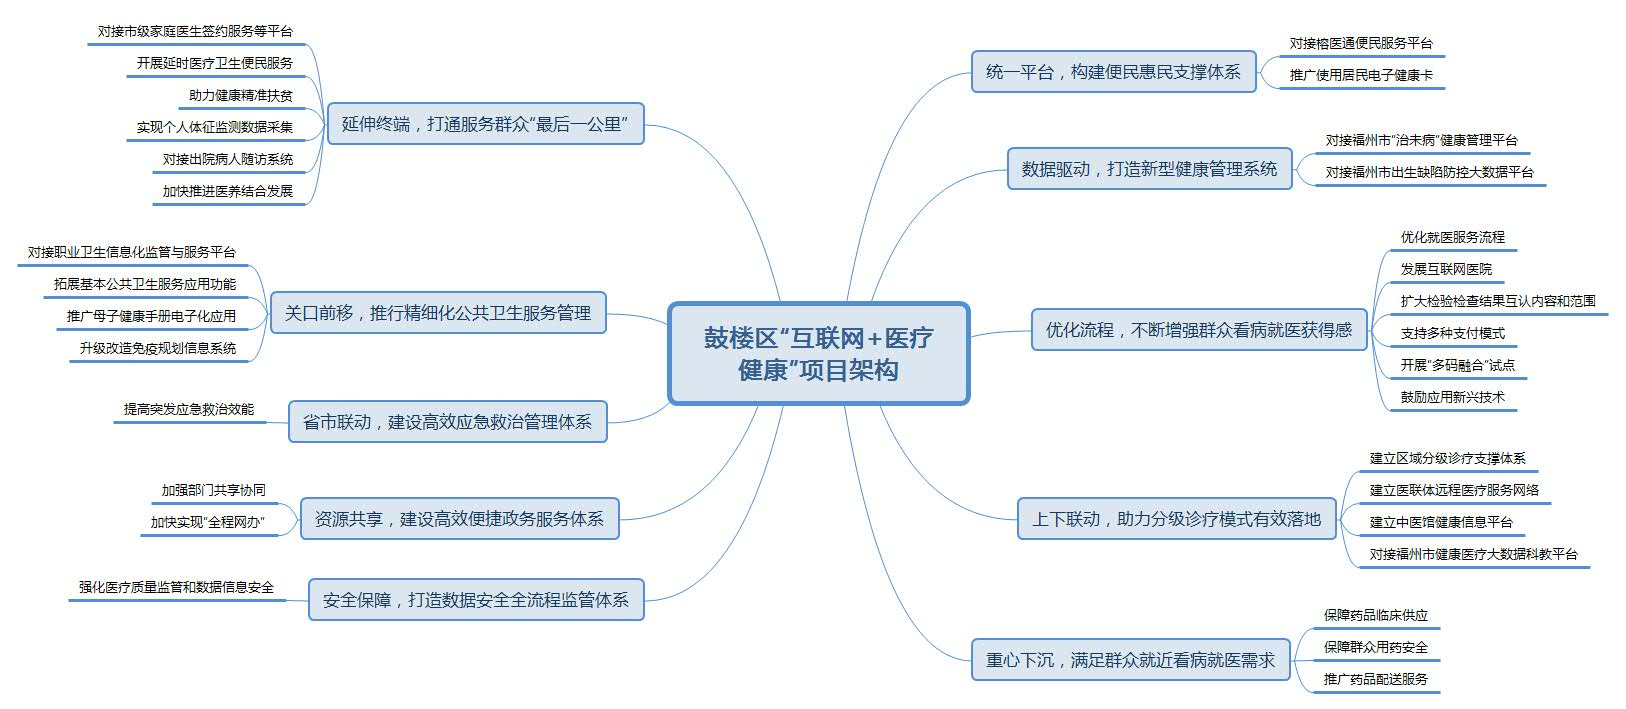 鼓楼区“互联网+医疗
健康”项目架构
统一平台，构建便民惠民支撑体系
对接榕医通便民服务平台
推广使用居民电子健康卡
数据驱动，打造新型健康管理系统
对接福州市“治未病”健康管理平台
对接福州市出生缺陷防控大数据平台
优化流程，不断增强群众看病就医获得感
优化就医服务流程
发展互联网医院
扩大检验检查结果互认内容和范围
支持多种支付模式
开展“多码融合”试点
鼓励应用新兴技术
上下联动，助力分级诊疗模式有效落地
建立区域分级诊疗支撑体系
建立医联体远程医疗服务网络
建立中医馆健康信息平台
对接福州市健康医疗大数据科教平台
重心下沉，满足群众就近看病就医需求
保障药品临床供应
保障群众用药安全
推广药品配送服务
延伸终端，打通服务群众“最后一公里”
对接市级家庭医生签约服务等平台
开展延时医疗卫生便民服务
助力健康精准扶贫
实现个人体征监测数据采集
对接出院病人随访系统
加快推进医养结合发展
关口前移，推行精细化公共卫生服务管理
对接职业卫生信息化监管与服务平台
拓展基本公共卫生服务应用功能
推广母子健康手册电子化应用
升级改造免疫规划信息系统
省市联动，建设高效应急救治管理体系
提高突发应急救治效能
资源共享，建设高效便捷政务服务体系
加强部门共享协同
加快实现“全程网办”
安全保障，打造数据安全全流程监管体系
强化医疗质量监管和数据信息安全